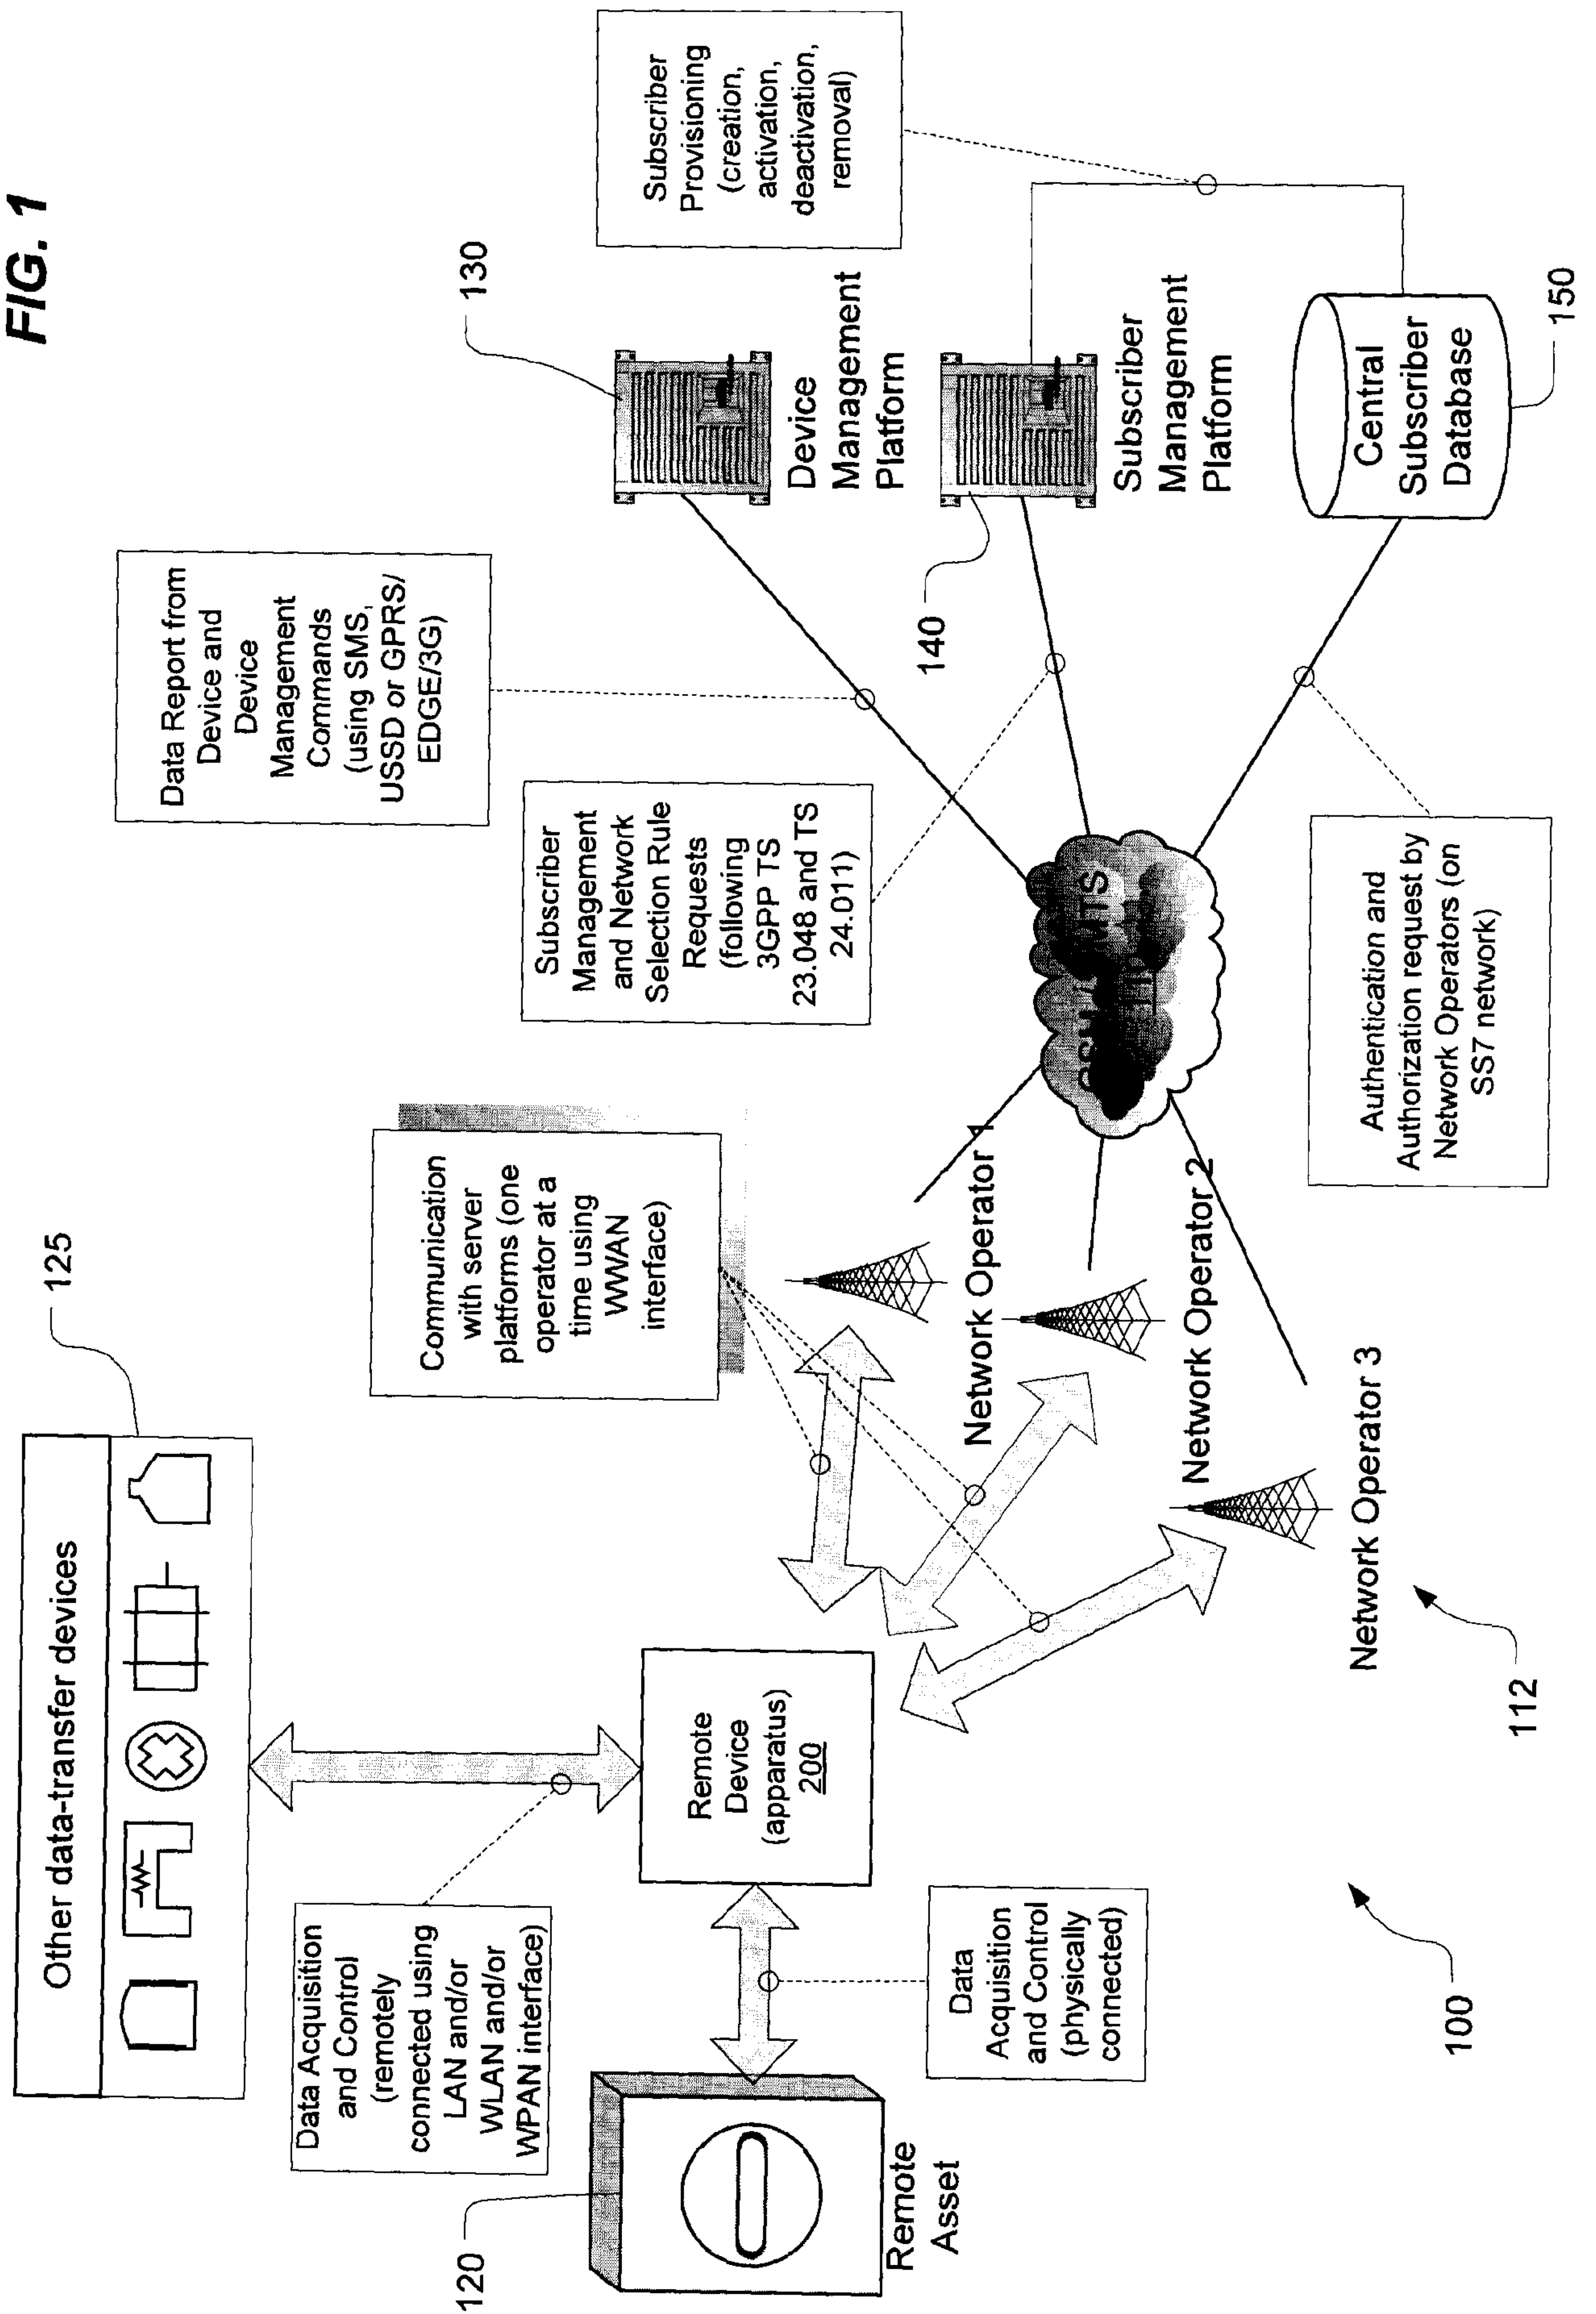 FIG. 1
Other data-transfer devices
125
Data Acquisition
and Control
(remotely
connected using
LAN and/or
WLAN and/or
WPAN interface)
120
Remote
Asset
Data
Acquisition
and Control
(physically
connected)
Remote
Device
(apparatus)
200
100
Communication
with server
platforms (one
operator at a
time using
WWAN
interface)
Network Operator 1
Network Operator 2
Network Operator 3
112
Data Report from
Device and
Device
Management
Commands
(using SMS,
USSD or GPRS/
EDGE/3G)
Subscriber
Management
and Network
Selection Rule
Requests
(following
3GPP TS
23.048 and TS
24.011)
Authentication and
Authorization request by
Network Operators (on
SS7 network)
130
Device
Management
Platform
140
Subscriber
Management
Platform
Subscriber
Provisioning
(creation,
activation,
deactivation,
removal)
Central
Subscriber
Database
150